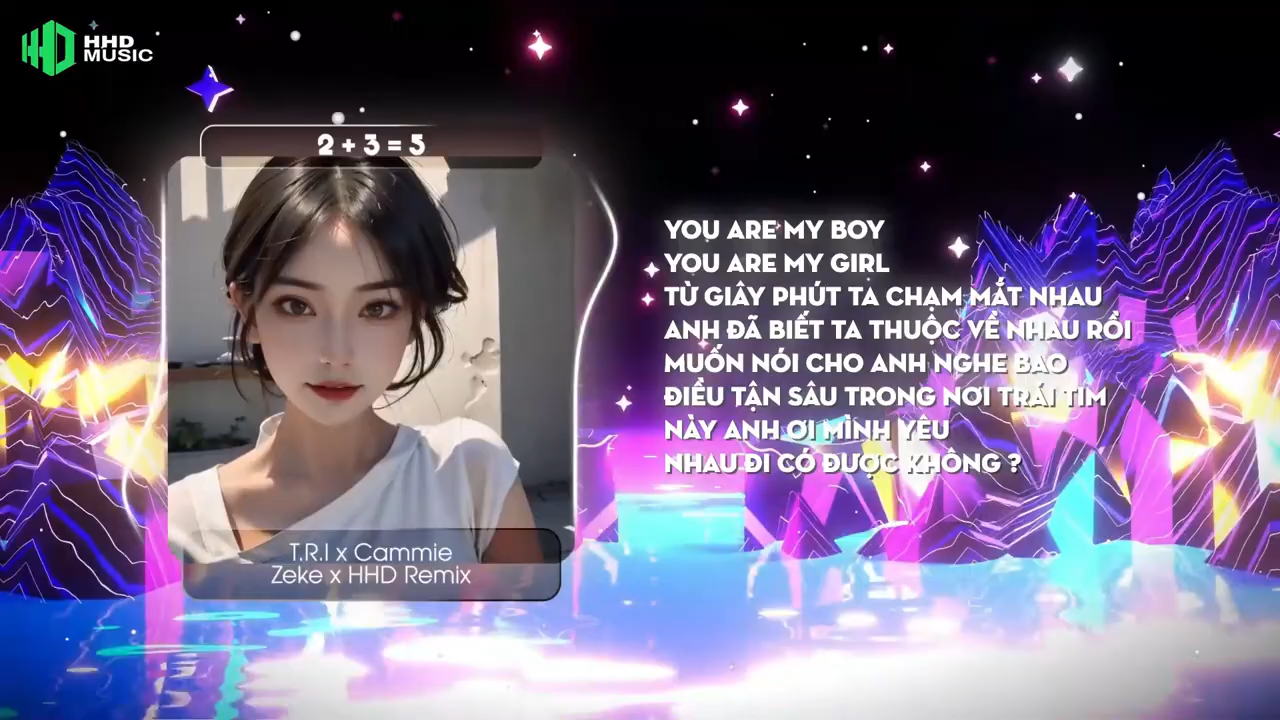 HHD
MUSIC
2 + 3 = 5
YOU ARE MY BOY
YOU ARE MY GIRL
TỪ GIÂY PHÚT TA CHẠM MẮT NHAU
ANH ĐÃ BIẾT TA THUỘC VỀ NHAU RỒI
MUỐN NÓI CHO ANH NGHE BAO
ĐIỀU TẬN SÂU TRONG NƠI TRÁI TIM
NÀY ANH ƠI MÌNH YÊU
NHAU ĐI CÓ ĐƯỢC KHÔNG ?
T.R.I x Cammie
Zeke x HHD Remix